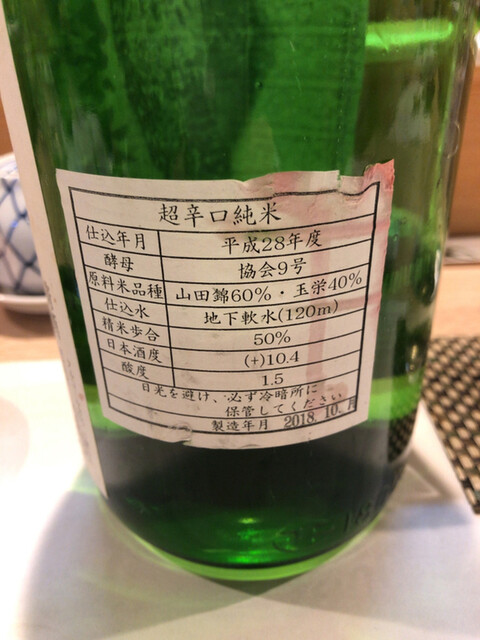 超辛口純米
仕込年月 平成28年度
酵母 協会9号
原料米品種 山田錦60%・玉栄40%
仕込水 地下軟水(120m)
精米歩合 50%
日本酒度 (+)10.4
酸度 1.5
日光を避け、必ず冷暗所に
保管してください
製造年月 2018.10.月